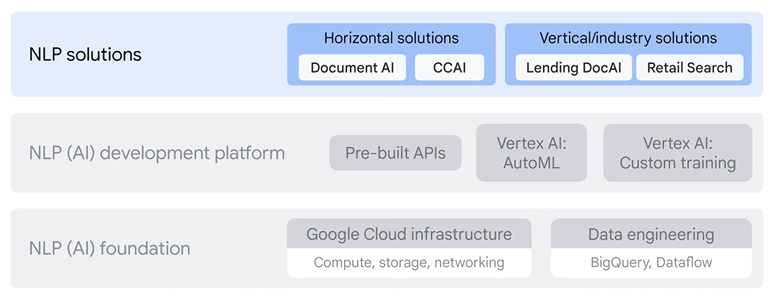 Horizontal solutions
Vertical/industry solutions
NLP solutions
Document AI
CCAI
Lending DocAI
Retail Search
NLP (AI) development platform
Pre-built APIs
Vertex AI:
AutoML
Vertex AI:
Custom training
NLP (AI) foundation
Google Cloud infrastructure
Compute, storage, networking
Data engineering
BigQuery, Dataflow